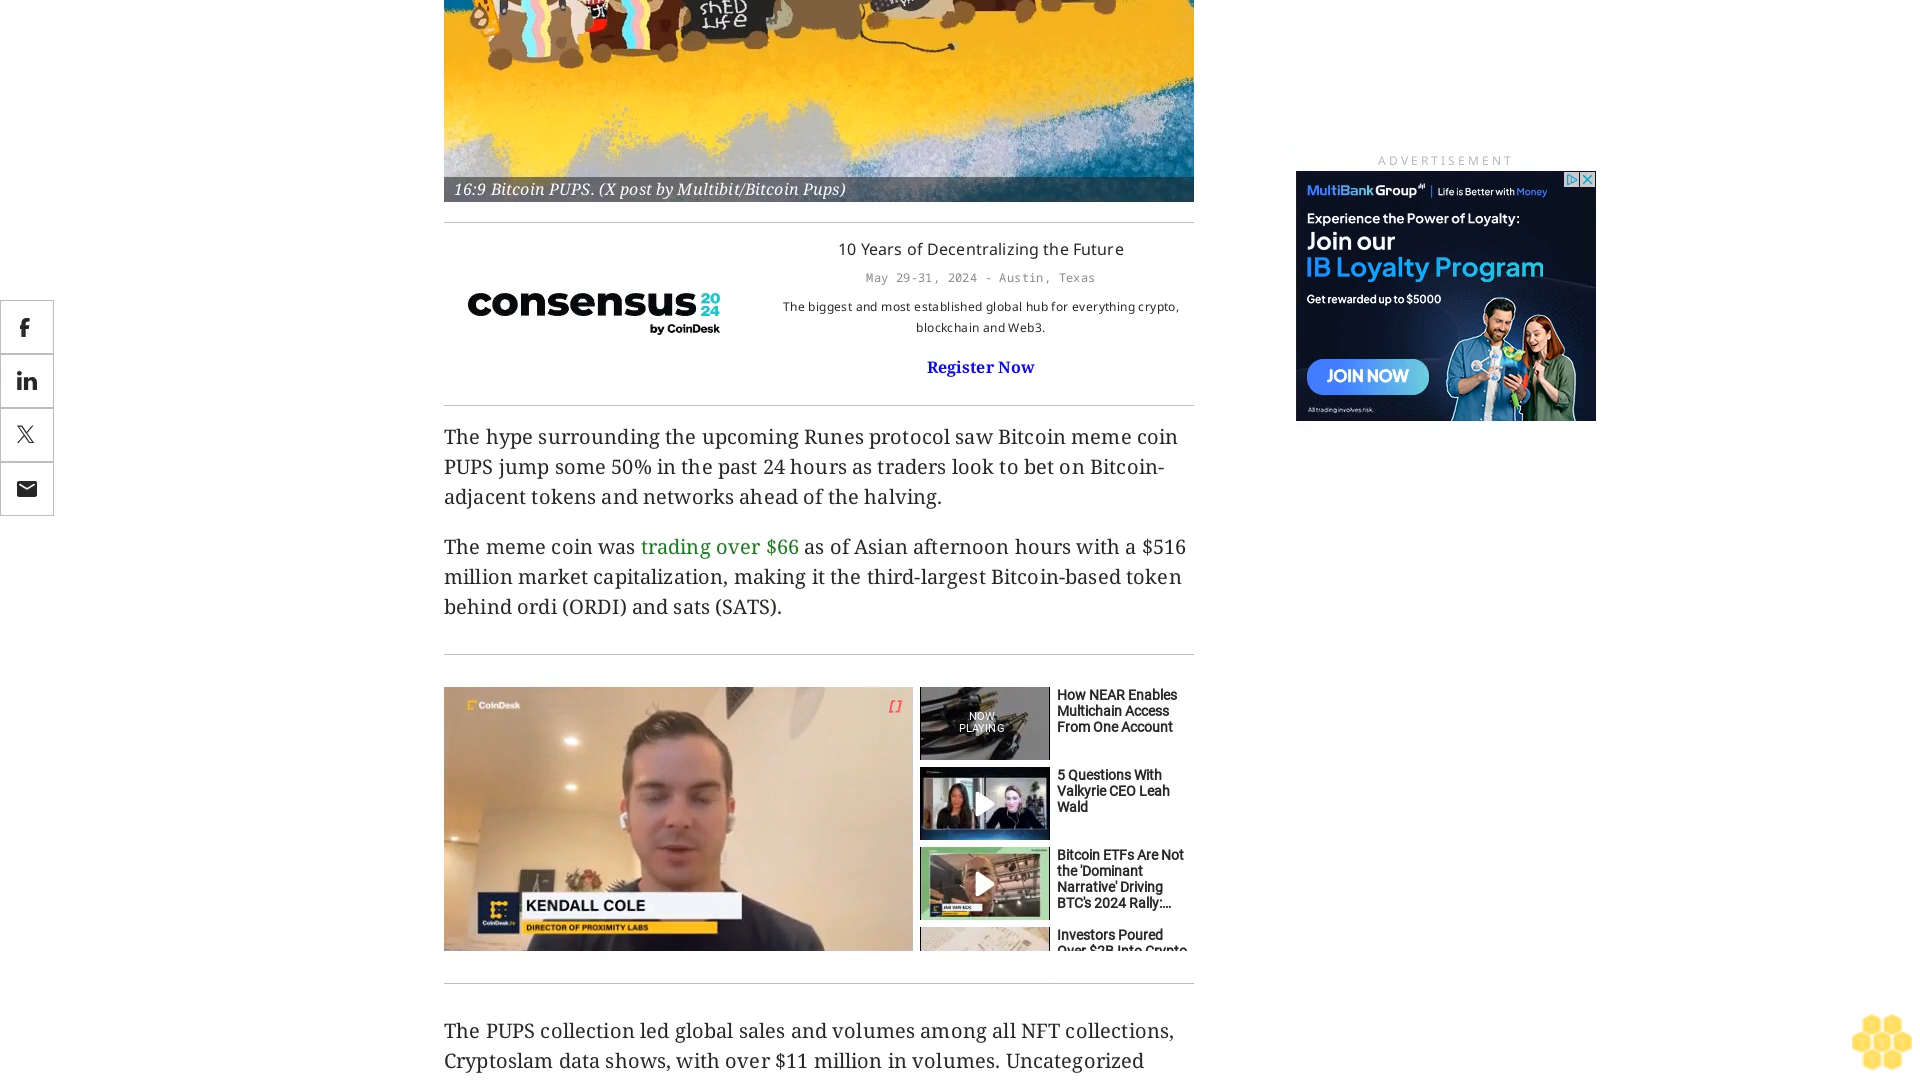 SHED
LIFE
16:9 Bitcoin PUPS. (X post by Multibit/Bitcoin Pups)
ADVERTISEMENT
MultiBank Group | Life is Better with Money
Experience the Power of Loyalty:
Join our
IB Loyalty Program
Get rewarded up to $5000
JOIN NOW
All trading involves risk.
consensus 2024
by CoinDesk
10 Years of Decentralizing the Future
May 29-31, 2024 - Austin, Texas
The biggest and most established global hub for everything crypto,
blockchain and Web3.
Register Now
The hype surrounding the upcoming Runes protocol saw Bitcoin meme coin
PUPS jump some 50% in the past 24 hours as traders look to bet on Bitcoin-
adjacent tokens and networks ahead of the halving.
The meme coin was trading over $66 as of Asian afternoon hours with a $516
million market capitalization, making it the third-largest Bitcoin-based token
behind ordi (ORDI) and sats (SATS).
CoinDesk
KENDALL COLE
DIRECTOR OF PROXIMITY LABS
CoinDesk.tv
NOW
PLAYING
How NEAR Enables
Multichain Access
From One Account
5 Questions With
Valkyrie CEO Leah
Wald
JAN VAN ECK
Bitcoin ETFs Are Not
the 'Dominant
Narrative' Driving
BTC's 2024 Rally:...
Investors Poured
Over $2B Into Crypto
The PUPS collection led global sales and volumes among all NFT collections,
Cryptoslam data shows, with over $11 million in volumes. Uncategorized